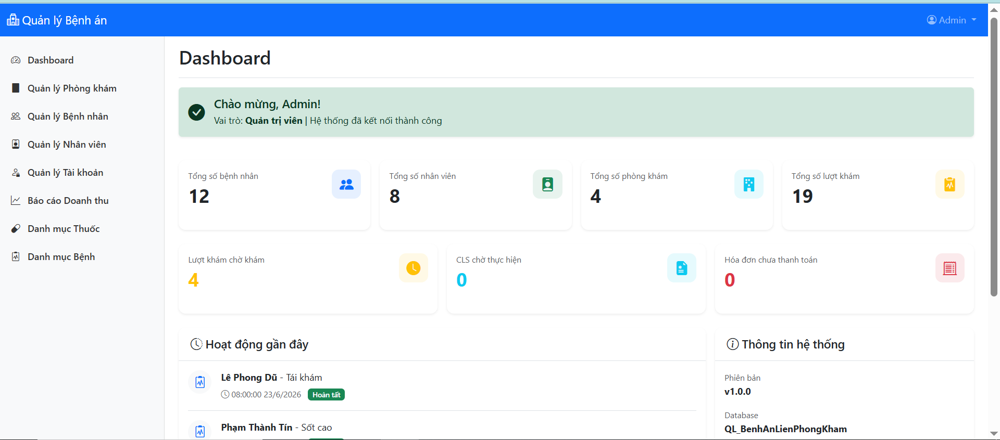 Quản lý Bệnh án
Admin
Dashboard
Quản lý Phòng khám
Quản lý Bệnh nhân
Quản lý Nhân viên
Quản lý Tài khoản
Báo cáo Doanh thu
Danh mục Thuốc
Danh mục Bệnh
Dashboard
Chào mừng, Admin!
Vai trò: Quản trị viên | Hệ thống đã kết nối thành công
Tổng số bệnh nhân
12
Tổng số nhân viên
8
Tổng số phòng khám
4
Tổng số lượt khám
19
Lượt khám chờ khám
4
CLS chờ thực hiện
0
Hóa đơn chưa thanh toán
0
Hoạt động gần đây
Lê Phong Dũ - Tái khám
08:00:00 23/6/2026 Hoàn tất
Phạm Thành Tín - Sốt cao
Thông tin hệ thống
Phiên bản
v1.0.0
Database
QL_BenhAnLienPhongKham